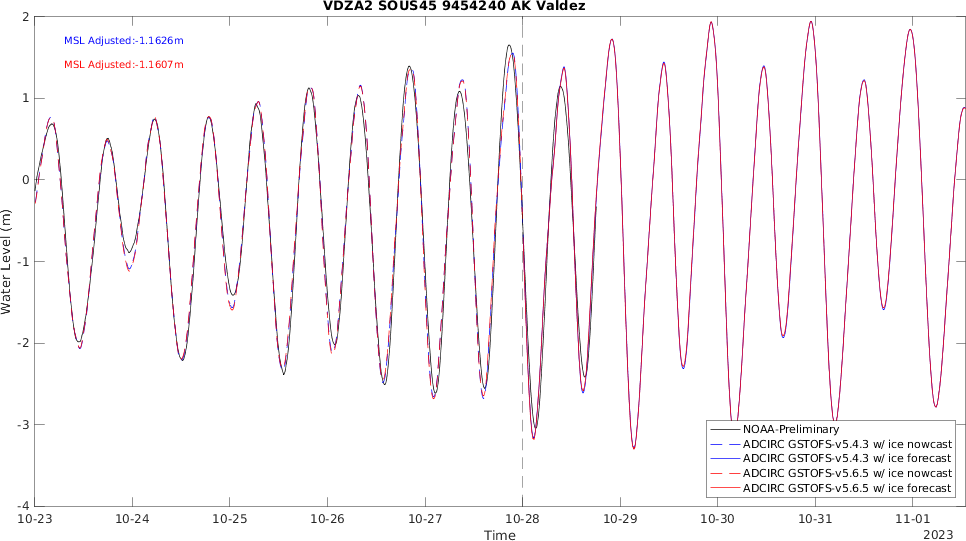 VDZA2 SOUS45 9454240 AK Valdez
MSL Adjusted:-1.1626m
MSL Adjusted:-1.1607m
Water Level (m)
2
1
0
-1
-2
-3
-4
NOAA-Preliminary
ADCIRC GSTOFS-v5.4.3 w/ ice nowcast
ADCIRC GSTOFS-v5.4.3 w/ ice forecast
ADCIRC GSTOFS-v5.6.5 w/ ice nowcast
ADCIRC GSTOFS-v5.6.5 w/ ice forecast
10-23 10-24 10-25 10-26 10-27 10-28 10-29 10-30 10-31 11-01
Time
2023